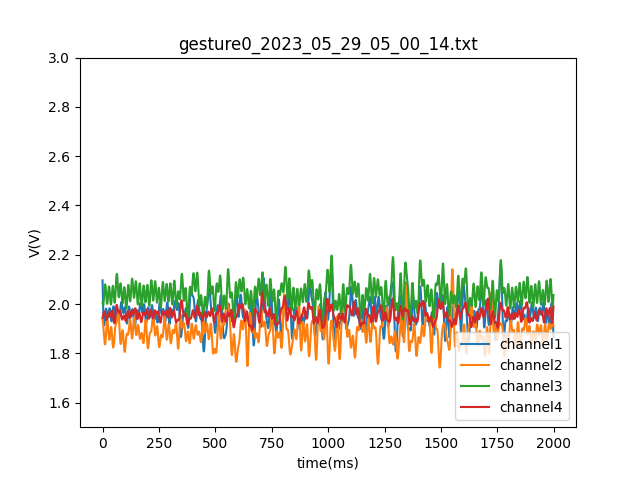 gesture0_2023_05_29_05_00_14.txt
V(V)
3.0
2.8
2.6
2.4
2.2
2.0
1.8
1.6
channel1
channel2
channel3
channel4
0 250 500 750 1000 1250 1500 1750 2000
time(ms)